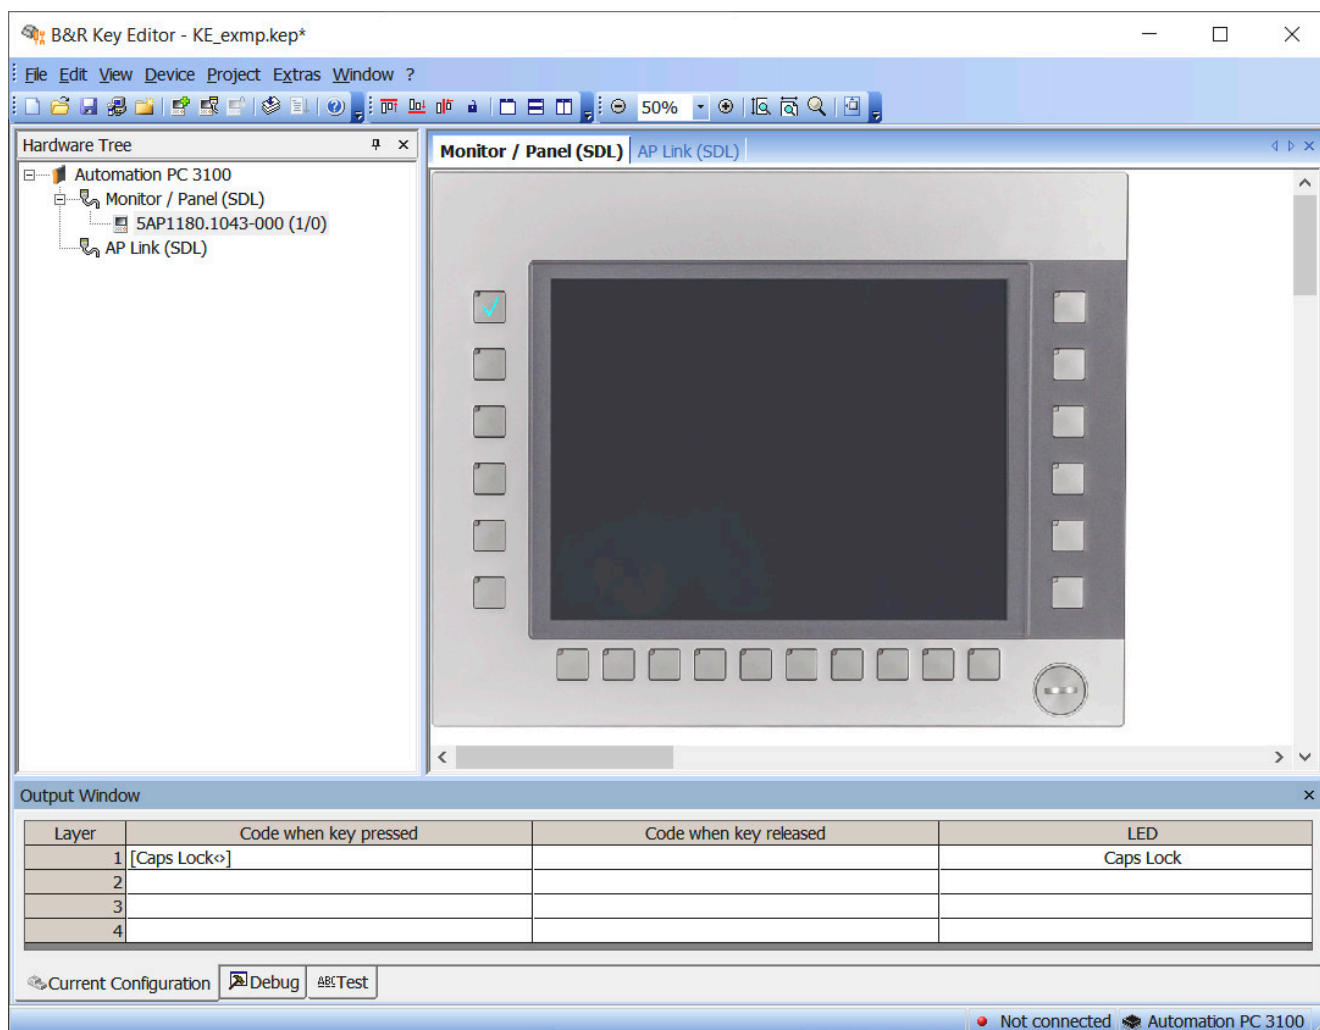 B&R Key Editor - KE_exmp.kep*
File Edit View Device Project Extras Window ?
50%
Hardware Tree
Automation PC 3100
Monitor / Panel (SDL)
5AP1180.1043-000 (1/0)
AP Link (SDL)
Monitor / Panel (SDL) AP Link (SDL)
Output Window
Layer Code when key pressed Code when key released LED
1 [Caps Lock<>] Caps Lock
2
3
4
Current Configuration Debug ABC Test
Not connected Automation PC 3100